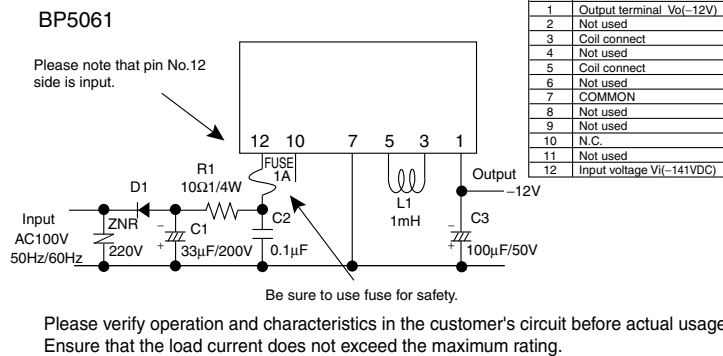 BP5061
Please note that pin No.12
side is input.
12 10 7 5 3 1
FUSE
1A
R1
10Ω1/4W
D1
Input
AC100V
50Hz/60Hz
ZNR
220V
− C1
+ 33μF/200V
C2
0.1μF
L1
1mH
Output
−12V
− C3
+ 100μF/50V
Be sure to use fuse for safety.
1 Output terminal Vo(−12V)
2 Not used
3 Coil connect
4 Not used
5 Coil connect
6 Not used
7 COMMON
8 Not used
9 Not used
10 N.C.
11 Not used
12 Input voltage Vi(−141VDC)
Please verify operation and characteristics in the customer's circuit before actual usage
Ensure that the load current does not exceed the maximum rating.